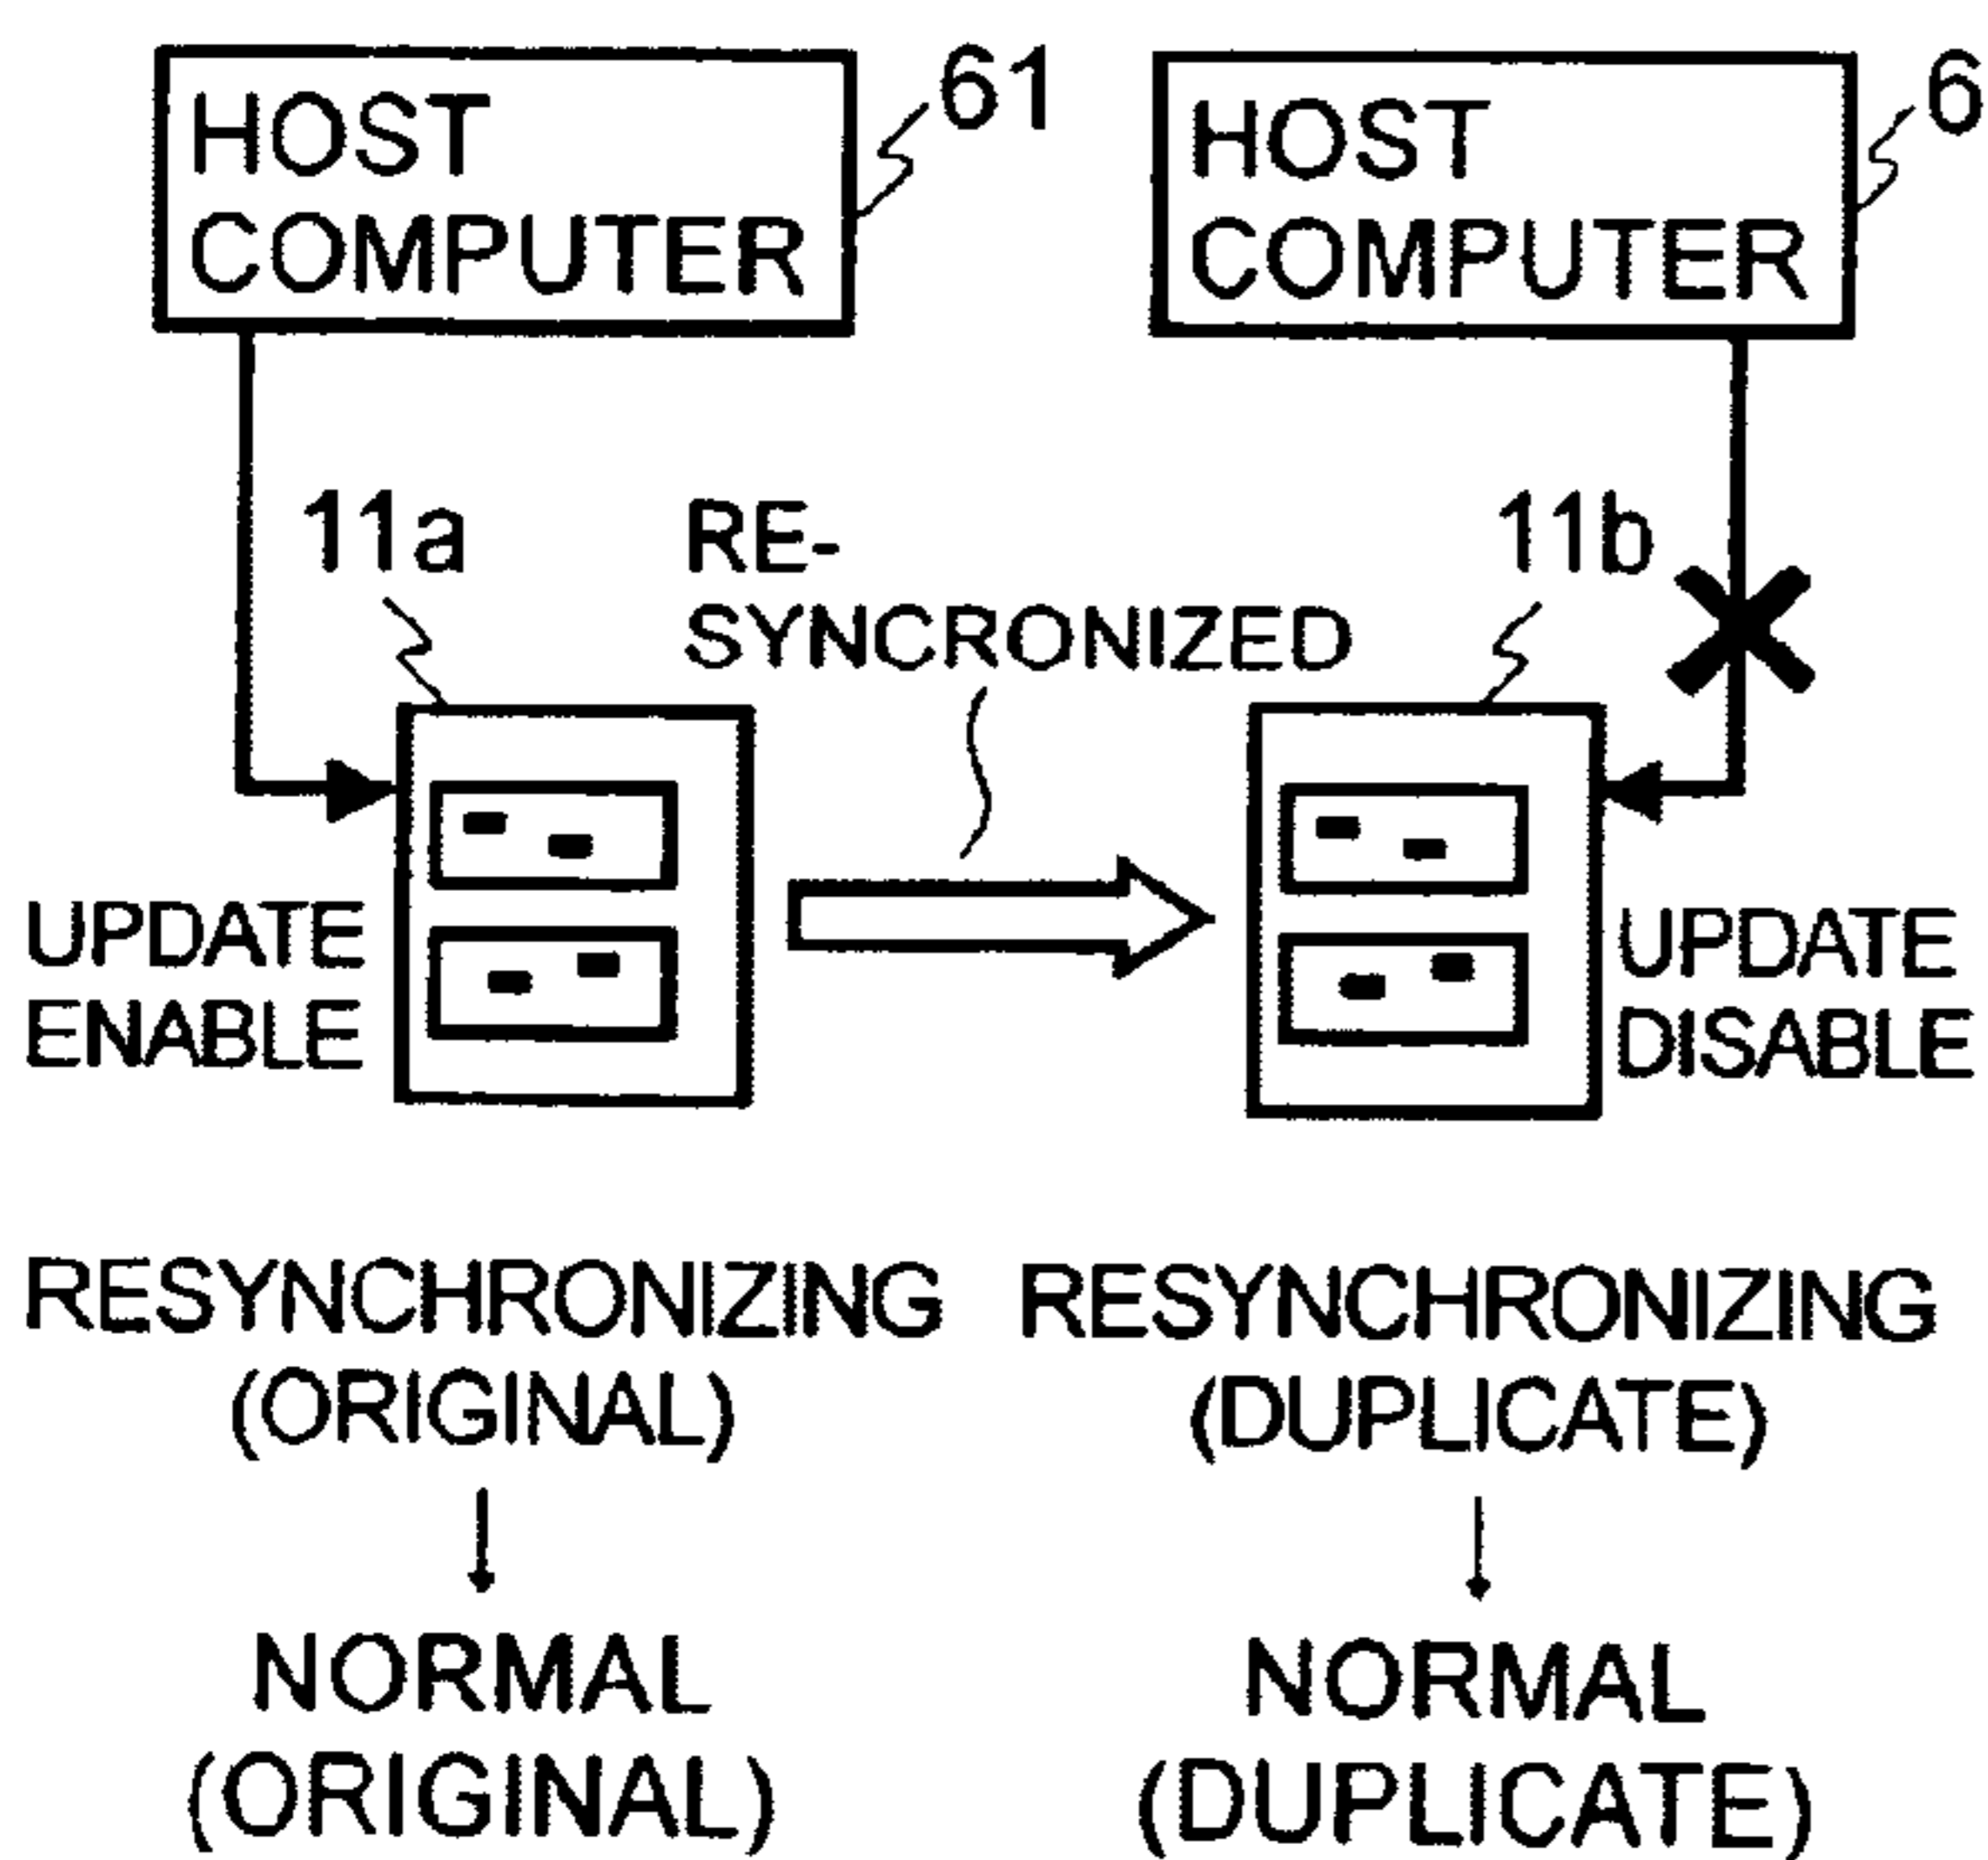 HOST
COMPUTER
61
HOST
COMPUTER
6
11a
RE-
SYNCRONIZED
11b
UPDATE
ENABLE
UPDATE
DISABLE
RESYNCHRONIZING
(ORIGINAL)
RESYNCHRONIZING
(DUPLICATE)
NORMAL
(ORIGINAL)
NORMAL
(DUPLICATE)